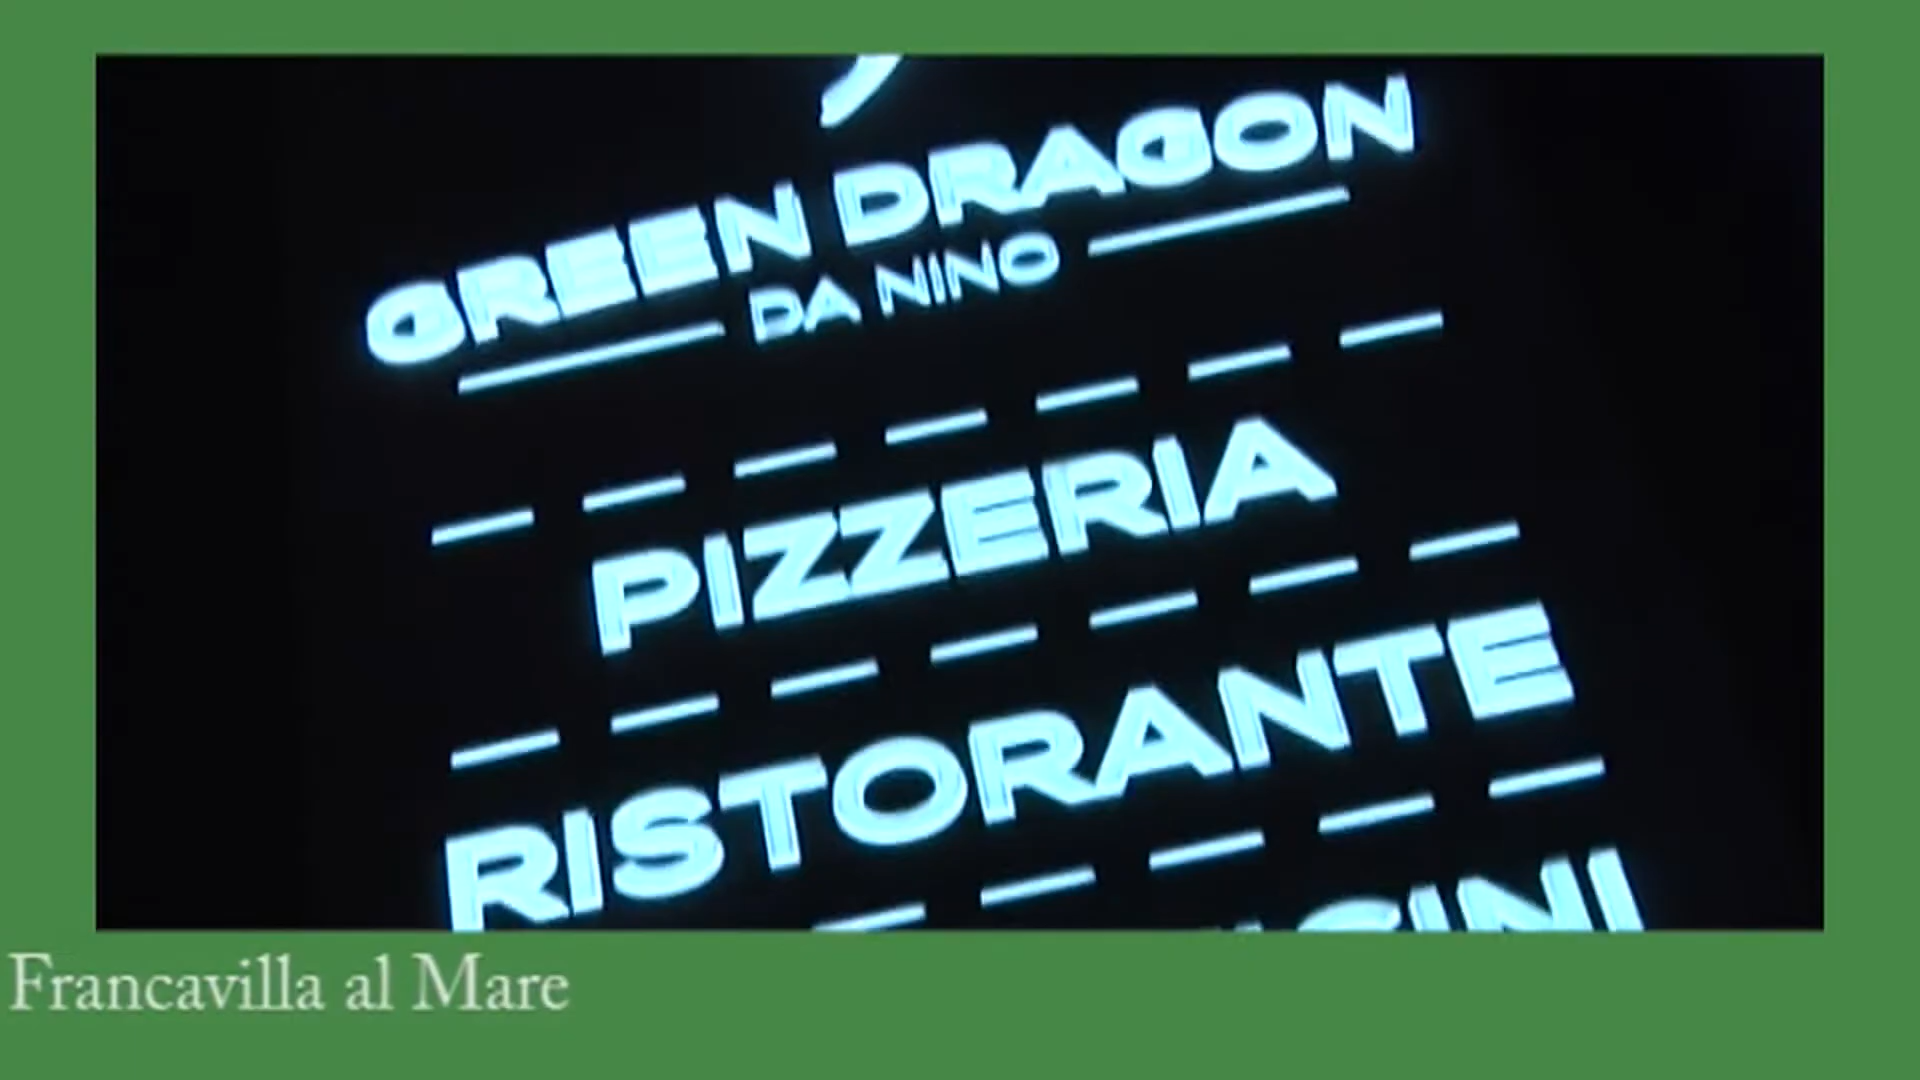 GREEN DRAGON
DA NINO
PIZZERIA
RISTORANTE
Francavilla al Mare